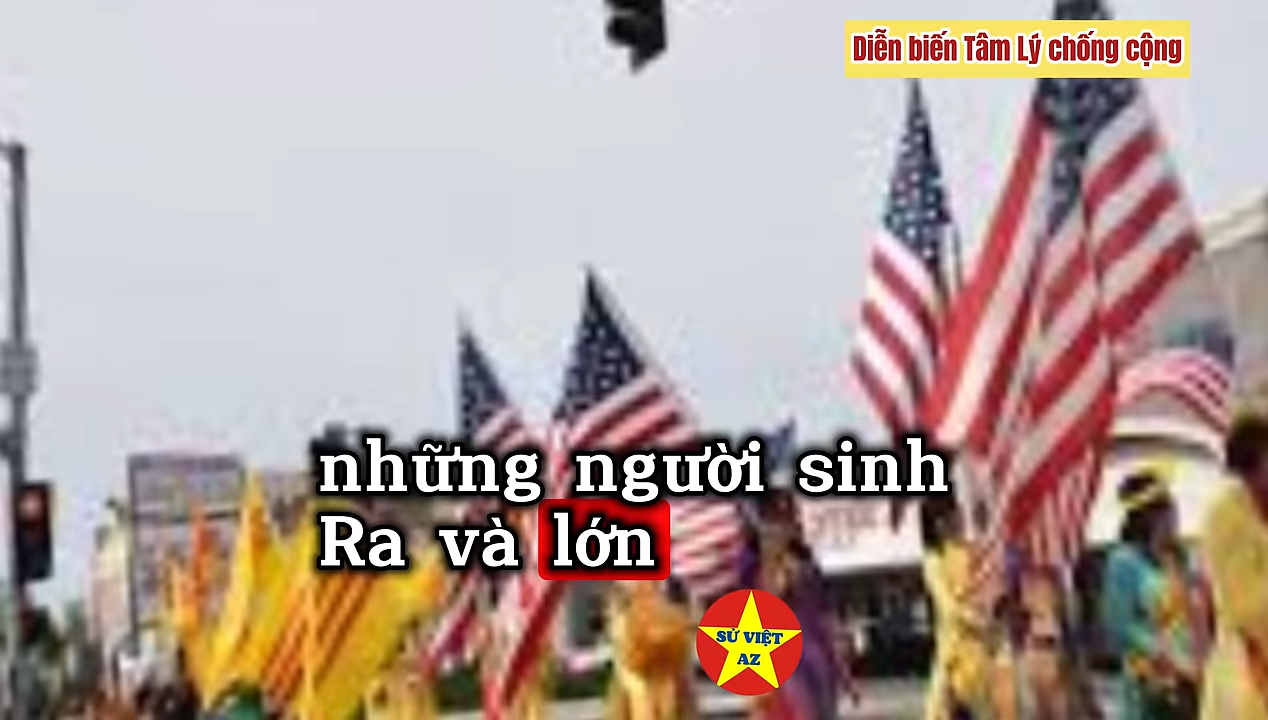 Diễn biến Tâm Lý chống cộng
những người sinh
Ra và lớn
SỬ VIỆT
AZ